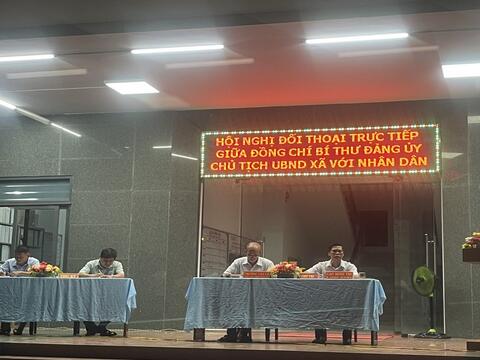 HỘI NGHỊ ĐỐI THOẠI TRỰC TIẾP
GIỮA ĐỒNG CHÍ BÍ THƯ ĐẢNG ỦY
CHỦ TỊCH UBND XÃ VỚI NHÂN DÂN